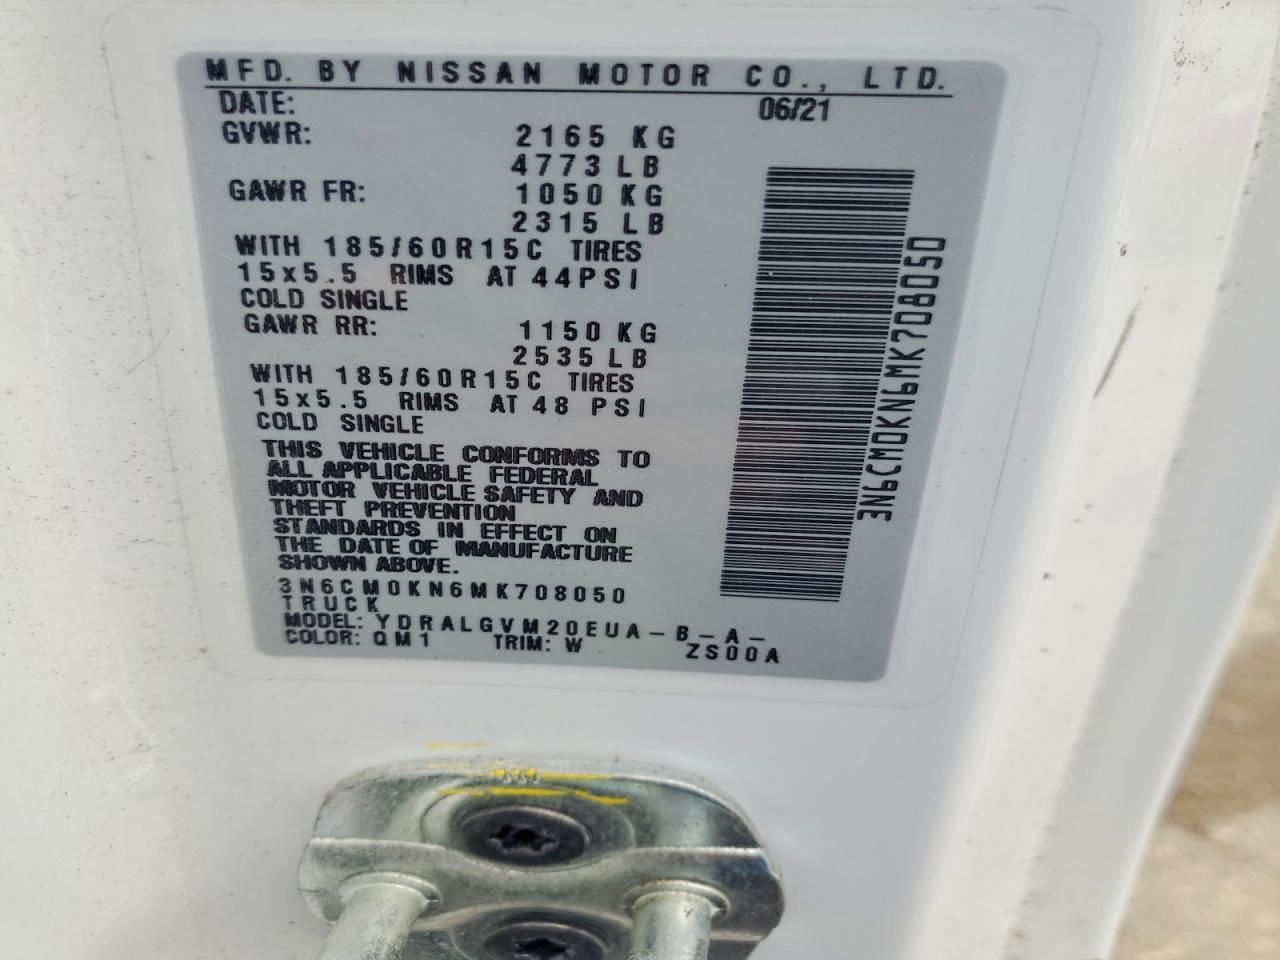 MFD. BY NISSAN MOTOR CO., LTD.
DATE: 06/21
GVWR: 2165 KG
4773 LB
GAWR FR: 1050 KG
2315 LB
WITH 185/60R15C TIRES
15x5.5 RIMS AT 44PSI
COLD SINGLE
GAWR RR: 1150 KG
2535 LB
WITH 185/60R15C TIRES
15x5.5 RIMS AT 48 PSI
COLD SINGLE
THIS VEHICLE CONFORMS TO
ALL APPLICABLE FEDERAL
MOTOR VEHICLE SAFETY AND
THEFT PREVENTION
STANDARDS IN EFFECT ON
THE DATE OF MANUFACTURE
SHOWN ABOVE.
3N6CM0KN6MK708050
TRUCK
MODEL: YDRALGVM20EUA-B-A-
COLOR: QM1 TRIM: W ZS00A
3N6CM0KN6MK708050